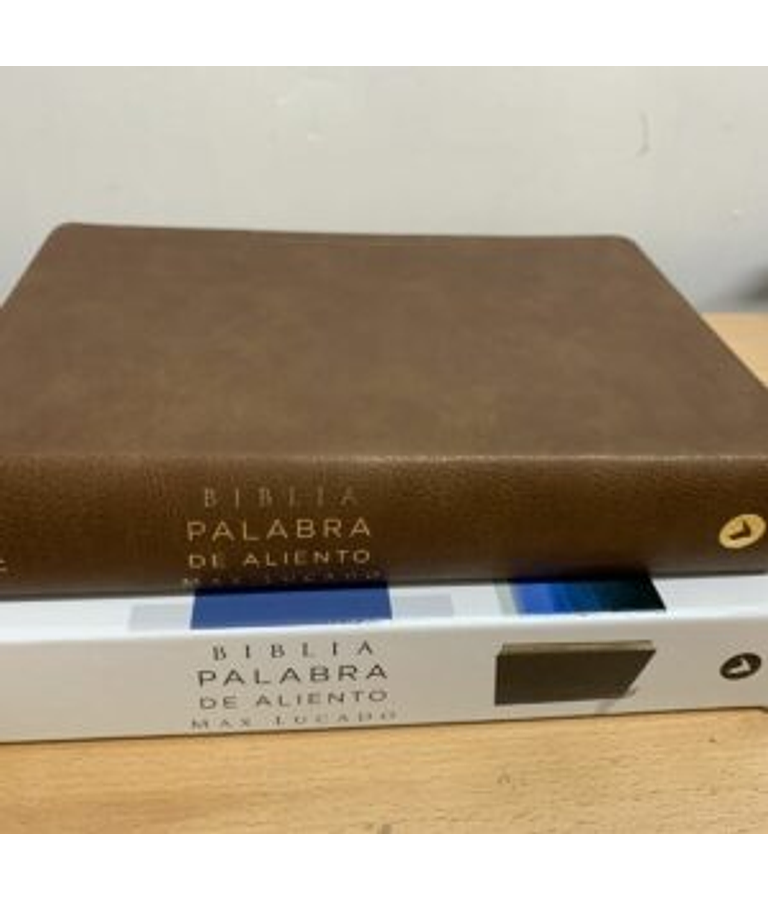 BIBLIA
PALABRA
DE ALIENTO
MAX LUCADO
BIBLIA
PALABRA
DE ALIENTO
MAX LUCADO